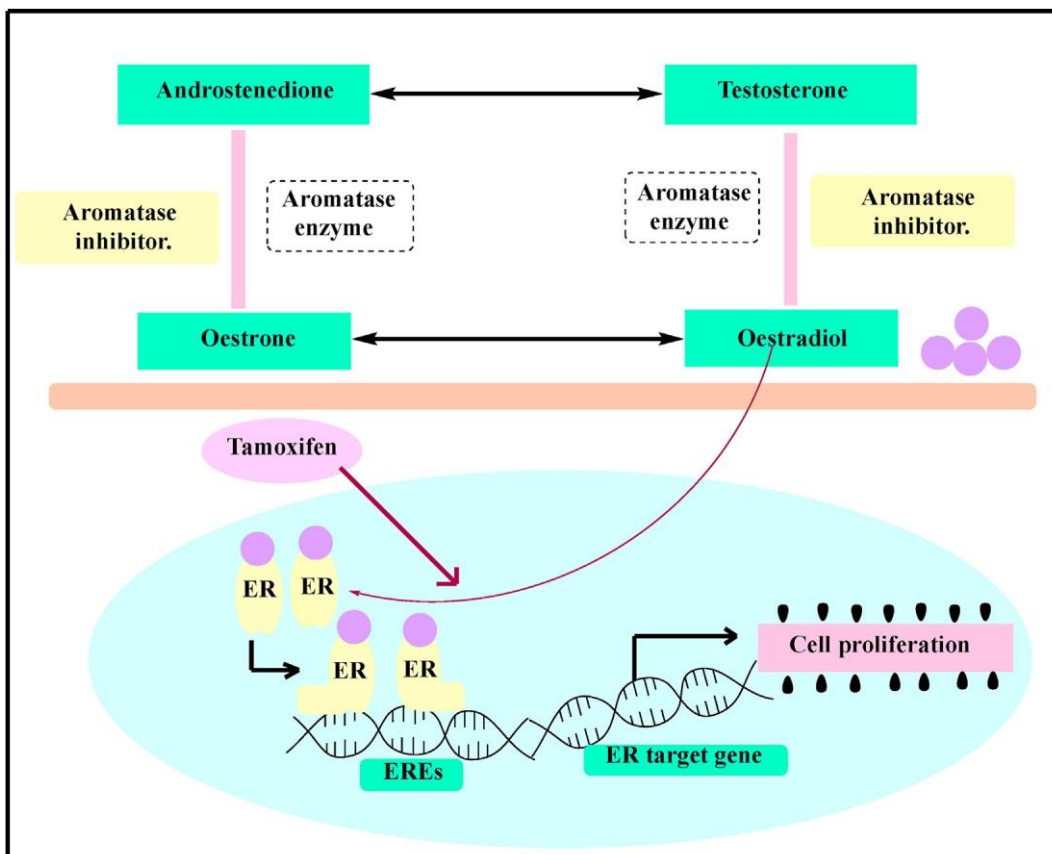 Androstenedione
Testosterone
Aromatase
inhibitor.
Aromatase
enzyme
Aromatase
enzyme
Aromatase
inhibitor.
Oestrone
Oestradiol
Tamoxifen
ER
ER
ER
ER
Cell proliferation
EREs
ER target gene